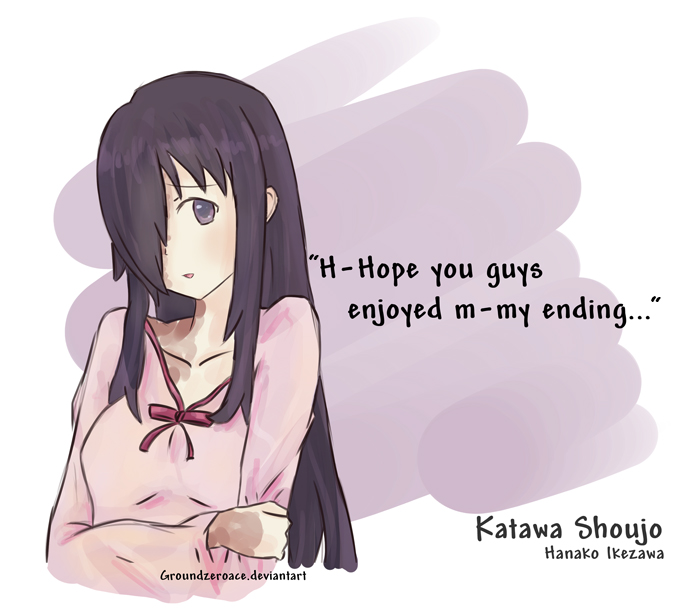 “H-Hope you guys
enjoyed m-my ending...“
Katawa Shoujo
Hanako Ikezawa
Groundzeroace.deviantart